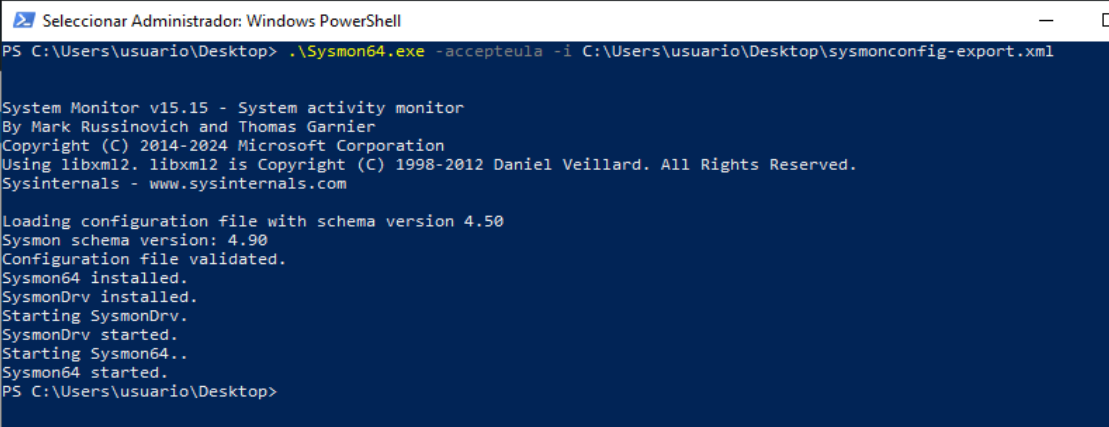 Seleccionar Administrador: Windows PowerShell
PS C:\Users\usuario\Desktop> .\Sysmon64.exe -accepteula -i C:\Users\usuario\Desktop\sysmonconfig-export.xml
System Monitor v15.15 - System activity monitor
By Mark Russinovich and Thomas Garnier
Copyright (C) 2014-2024 Microsoft Corporation
Using libxml2. libxml2 is Copyright (C) 1998-2012 Daniel Veillard. All Rights Reserved.
Sysinternals - www.sysinternals.com
Loading configuration file with schema version 4.50
Sysmon schema version: 4.90
Configuration file validated.
Sysmon64 installed.
SysmonDrv installed.
Starting SysmonDrv.
SysmonDrv started.
Starting Sysmon64..
Sysmon64 started.
PS C:\Users\usuario\Desktop>